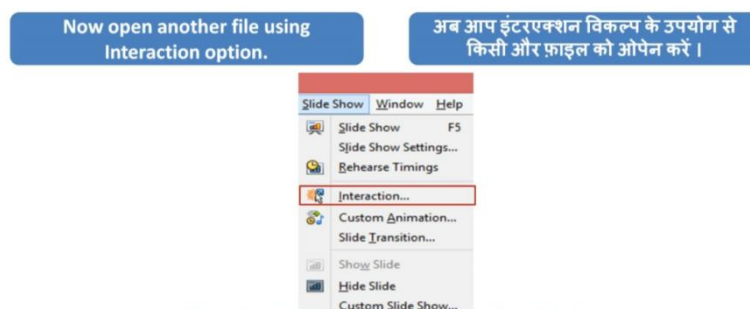 Now open another file using
Interaction option.
अब आप इंटरएक्शन विकल्प के उपयोग से
किसी और फ़ाइल को ओपेन करें ।
Slide Show Window Help
Slide Show F5
Slide Show Settings...
Rehearse Timings
Interaction...
Custom Animation...
Slide Transition...
Show Slide
Hide Slide
Custom Slide Show...